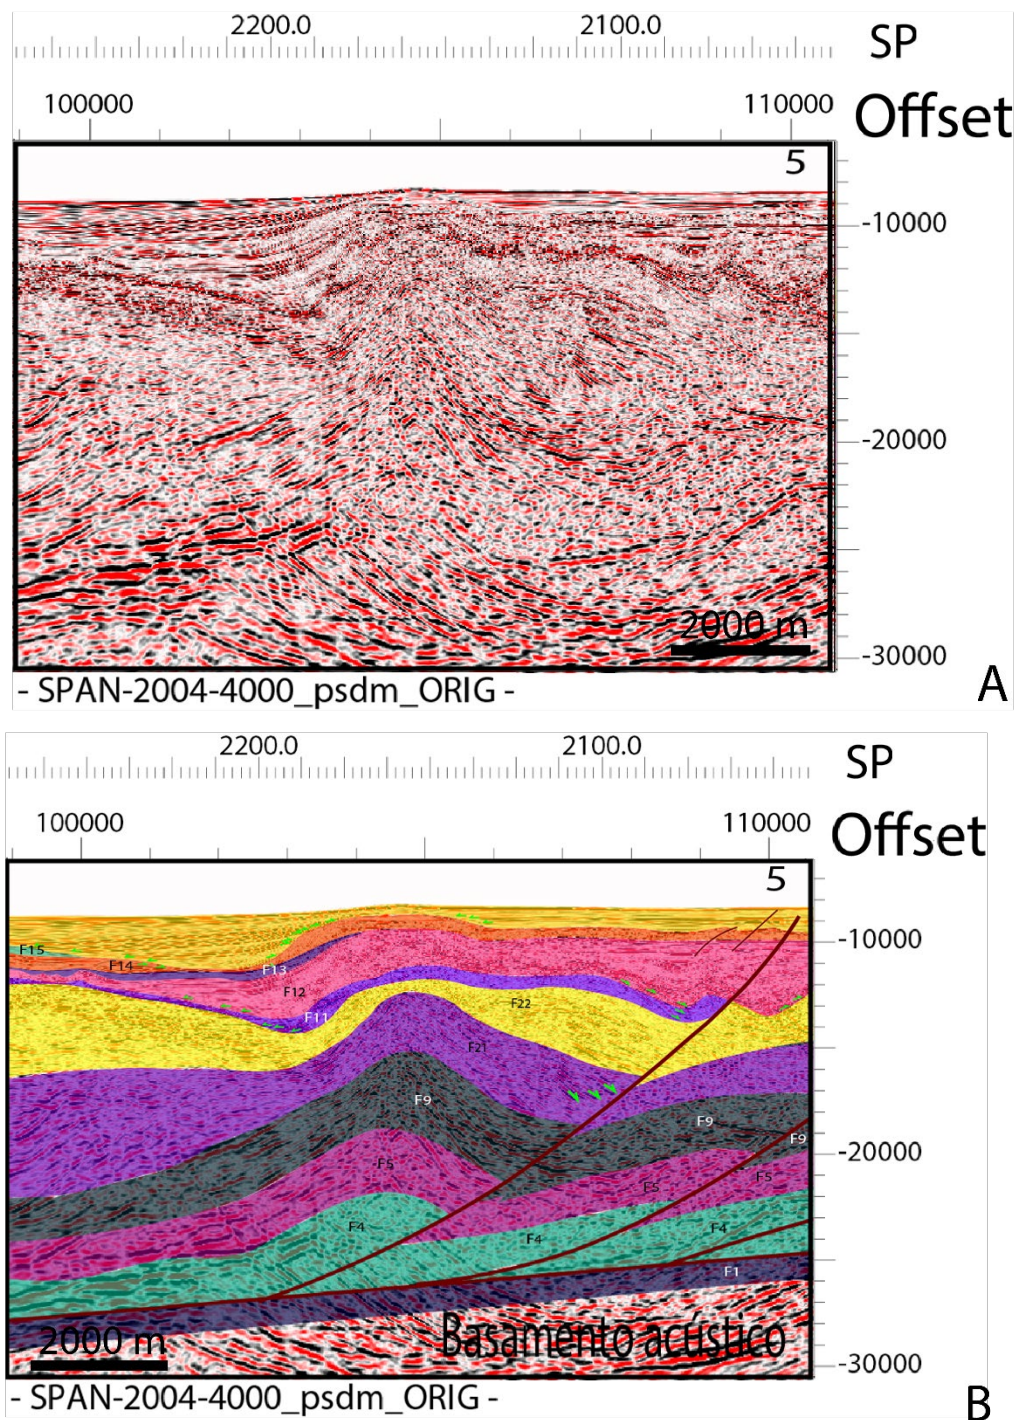 2200.0 2100.0 SP
100000 110000 Offset
5
-10000
-20000
2000 m
-30000
- SPAN-2004-4000_psdm_ORIG -
A
2200.0 2100.0 SP
100000 110000 Offset
5
-10000
F15
F14
F13
F12
F22
F11
F21
F9
F9
F9
-20000
F5
F5
F5
F4
F4
F4
F1
Basamento acústico
2000 m
-30000
- SPAN-2004-4000_psdm_ORIG -
B